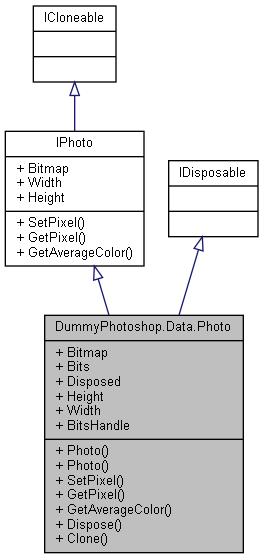 ICloneable
IPhoto
+ Bitmap
+ Width
+ Height
+ SetPixel()
+ GetPixel()
+ GetAverageColor()
IDisposable
DummyPhotoshop.Data.Photo
+ Bitmap
+ Bits
+ Disposed
+ Height
+ Width
+ BitsHandle
+ Photo()
+ Photo()
+ SetPixel()
+ GetPixel()
+ GetAverageColor()
+ Dispose()
+ Clone()